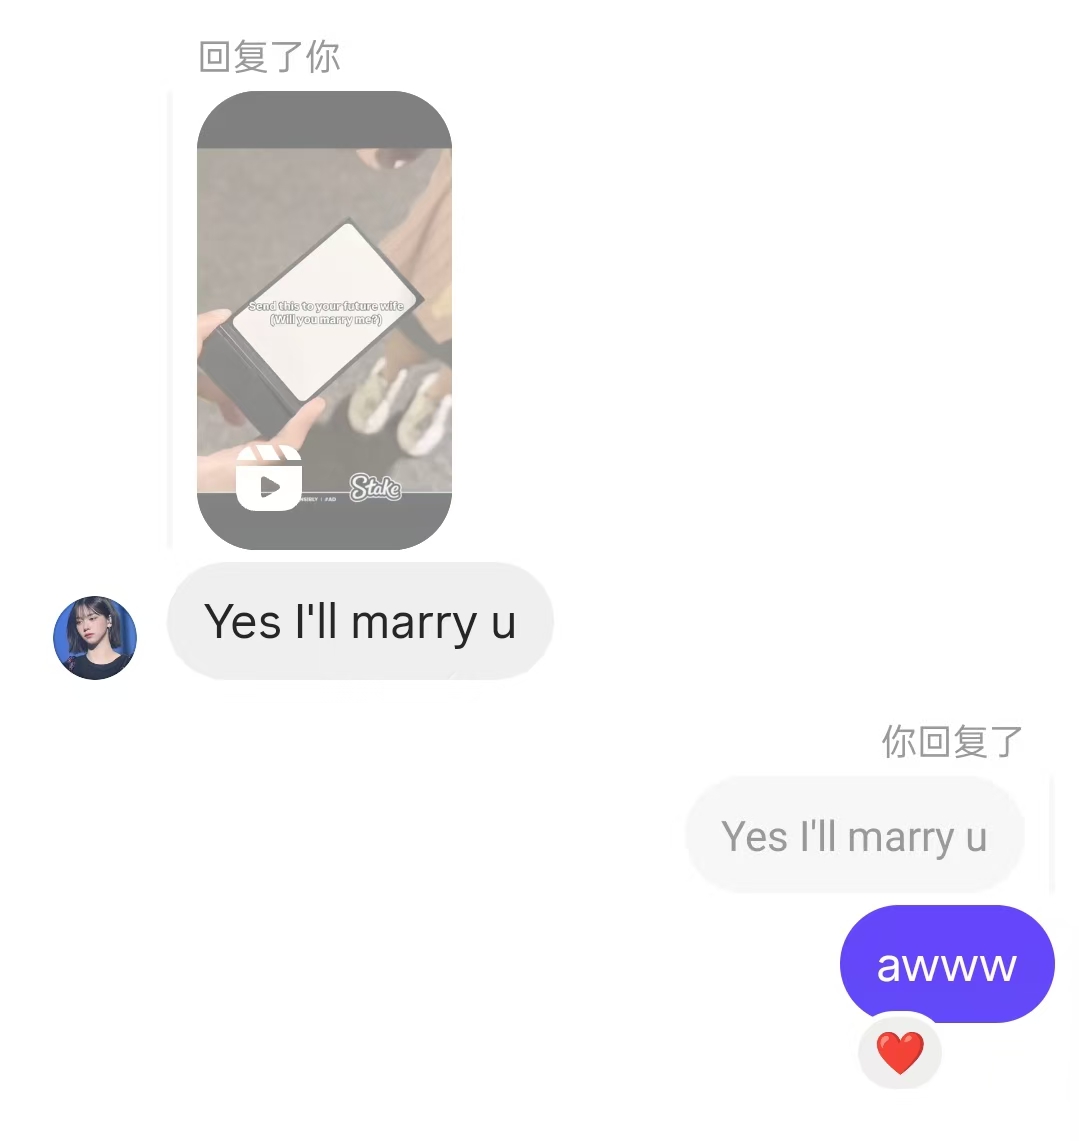 回复了你
Send this to your future wife
(Will you marry me?)
Stake
Yes I'll marry u
你回复了
Yes I'll marry u
awww